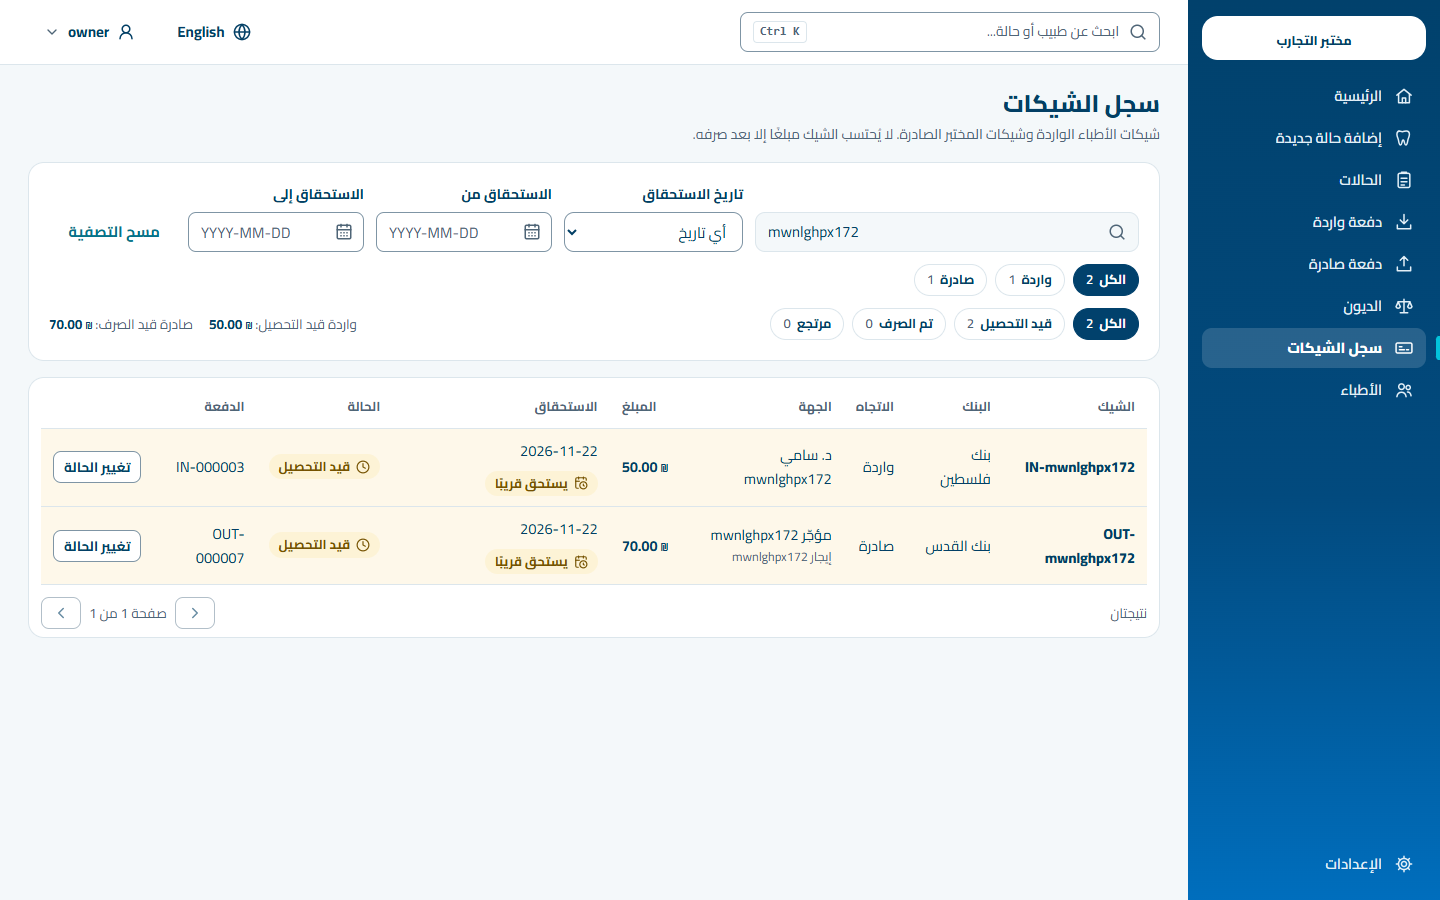 مختبر التجارب
الرئيسية
إضافة حالة جديدة
الحالات
دفعة واردة
دفعة صادرة
الديون
سجل الشيكات
الأطباء
الإعدادات
ابحث عن طبيب أو حالة...
Ctrl K
English
owner
سجل الشيكات
شيكات الأطباء الواردة وشيكات المختبر الصادرة. لا يُحتسب الشيك مبلغًا إلا بعد صرفه.
تاريخ الاستحقاق
الاستحقاق من
الاستحقاق إلى
mwnlghpx172
أي تاريخ
YYYY-MM-DD
YYYY-MM-DD
مسح التصفية
الكل 2
واردة 1
صادرة 1
الكل 2
قيد التحصيل 2
تم الصرف 0
مرتجع 0
واردة قيد التحصيل: ₪ 50.00
صادرة قيد الصرف: ₪ 70.00
الشيك
البنك
الاتجاه
الجهة
المبلغ
الاستحقاق
الحالة
الدفعة
IN-mwnlghpx172
بنك
فلسطين
واردة
د. سامي
mwnlghpx172
₪ 50.00
2026-11-22
يستحق قريبًا
قيد التحصيل
IN-000003
تغيير الحالة
OUT-
mwnlghpx172
بنك القدس
صادرة
مؤجّر mwnlghpx172
إيجار mwnlghpx172
₪ 70.00
2026-11-22
يستحق قريبًا
قيد التحصيل
OUT-
000007
تغيير الحالة
نتيجتان
صفحة 1 من 1